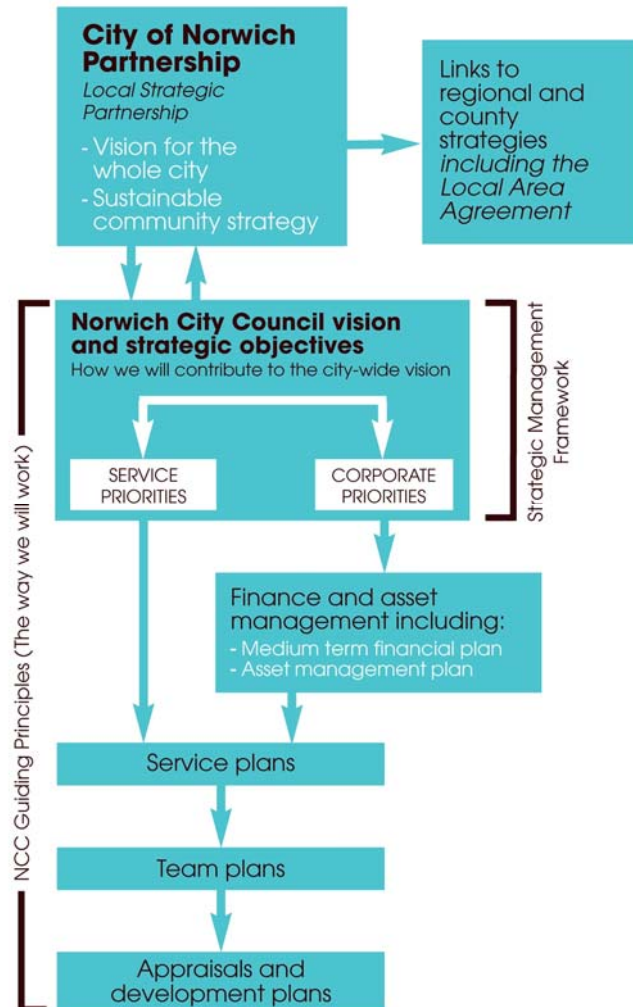 City of Norwich
Partnership
Local Strategic
Partnership
- Vision for the
whole city
- Sustainable
community strategy
Links to
regional and
county
strategies
including the
Local Area
Agreement
Norwich City Council vision
and strategic objectives
How we will contribute to the city-wide vision
SERVICE
PRIORITIES
CORPORATE
PRIORITIES
Strategic Management
Framework
NCC Guiding Principles (The way we will work)
Finance and asset
management including:
- Medium term financial plan
- Asset management plan
Service plans
Team plans
Appraisals and
development plans